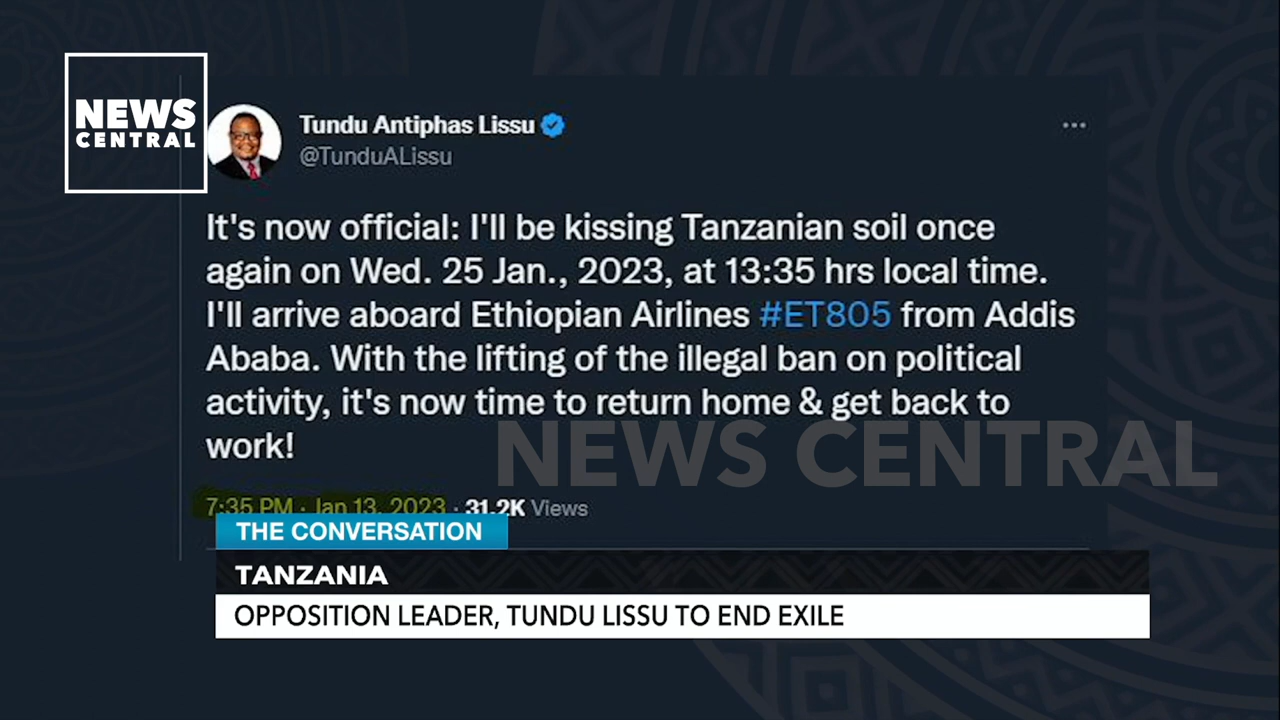 NEWS
CENTRAL
Tundu Antiphas Lissu
@TunduALissu
It's now official: I'll be kissing Tanzanian soil once
again on Wed. 25 Jan., 2023, at 13:35 hrs local time.
I'll arrive aboard Ethiopian Airlines #ET805 from Addis
Ababa. With the lifting of the illegal ban on political
activity, it's now time to return home & get back to
work!
NEWS CENTRAL
7:35 PM · Jan 13, 2023 · 31.2K Views
THE CONVERSATION
TANZANIA
OPPOSITION LEADER, TUNDU LISSU TO END EXILE